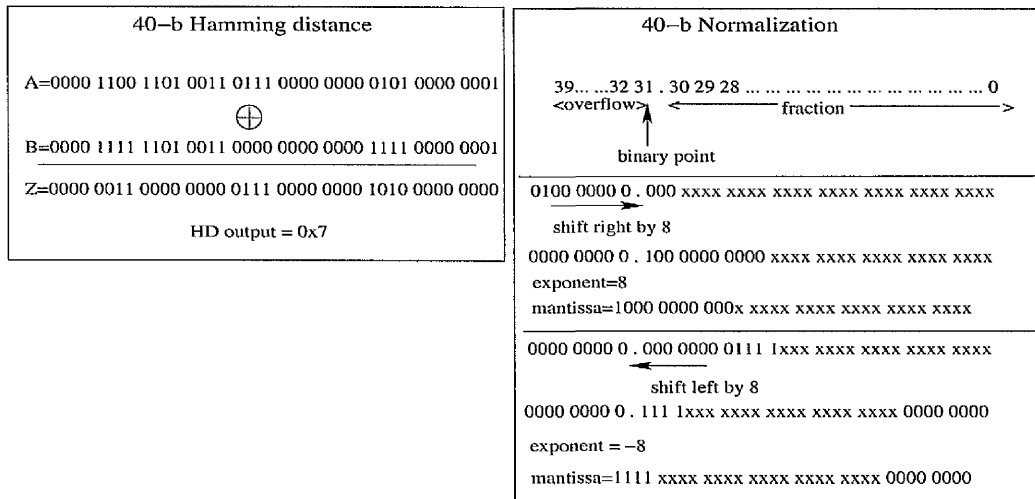 40–b Hamming distance
A=0000 1100 1101 0011 0111 0000 0000 0101 0000 0001
B=0000 1111 1101 0011 0000 0000 0000 1111 0000 0001
Z=0000 0011 0000 0000 0111 0000 0000 1010 0000 0000
HD output = 0x7
40–b Normalization
39... ...32 31 . 30 29 28 ... ... ... ... ... ... ... ... ... ... ... ... 0
<overflow> < fraction >
binary point
0100 0000 0 . 000 xxxx xxxx xxxx xxxx xxxx xxxx xxxx
shift right by 8
0000 0000 0 . 100 0000 0000 xxxx xxxx xxxx xxxx xxxx
exponent=8
mantissa=1000 0000 000x xxxx xxxx xxxx xxxx xxxx
0000 0000 0 . 000 0000 0111 1xxx xxxx xxxx xxxx xxxx
shift left by 8
0000 0000 0 . 111 1xxx xxxx xxxx xxxx xxxx 0000 0000
exponent = –8
mantissa=1111 xxxx xxxx xxxx xxxx xxxx 0000 0000